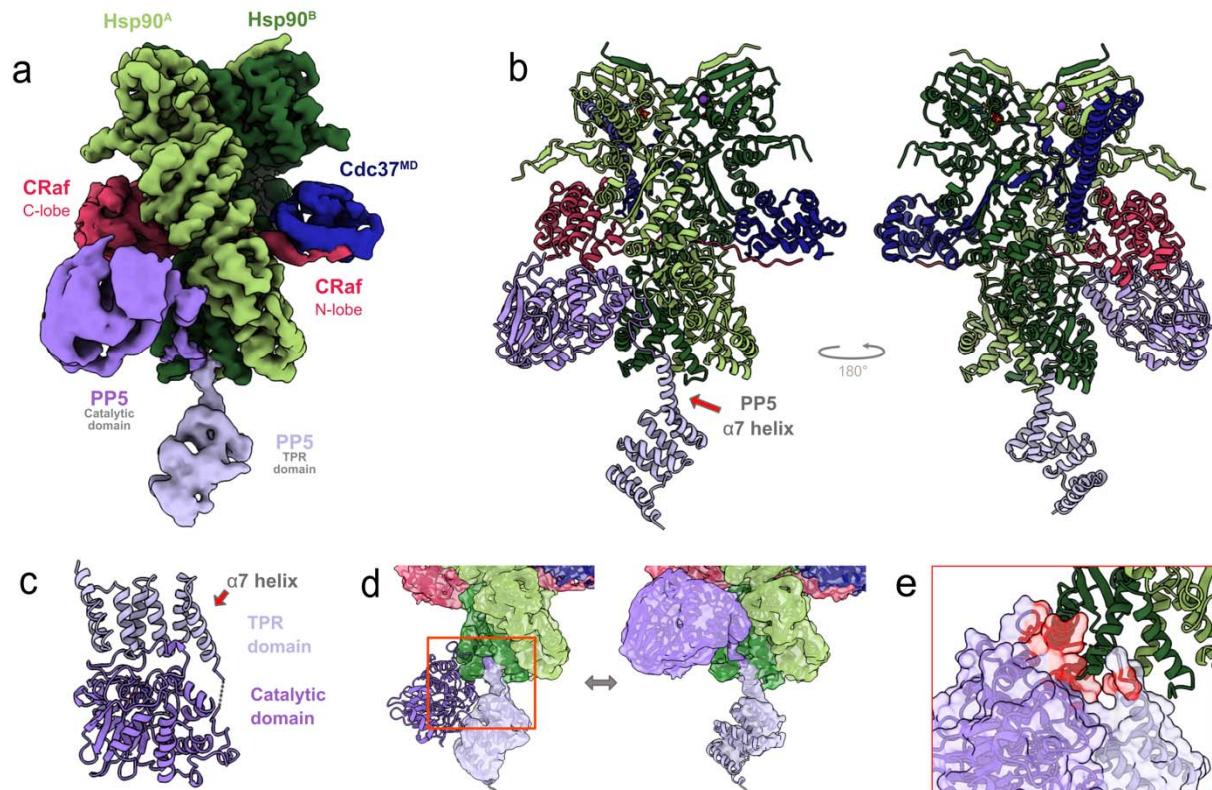 a
Hsp90ᴬ
Hsp90ᴮ
CRaf
C-lobe
Cdc37ᴹᴰ
CRaf
N-lobe
PP5
Catalytic
domain
PP5
TPR
domain
b
180°
PP5
α7 helix
c
α7 helix
TPR
domain
Catalytic
domain
d
e